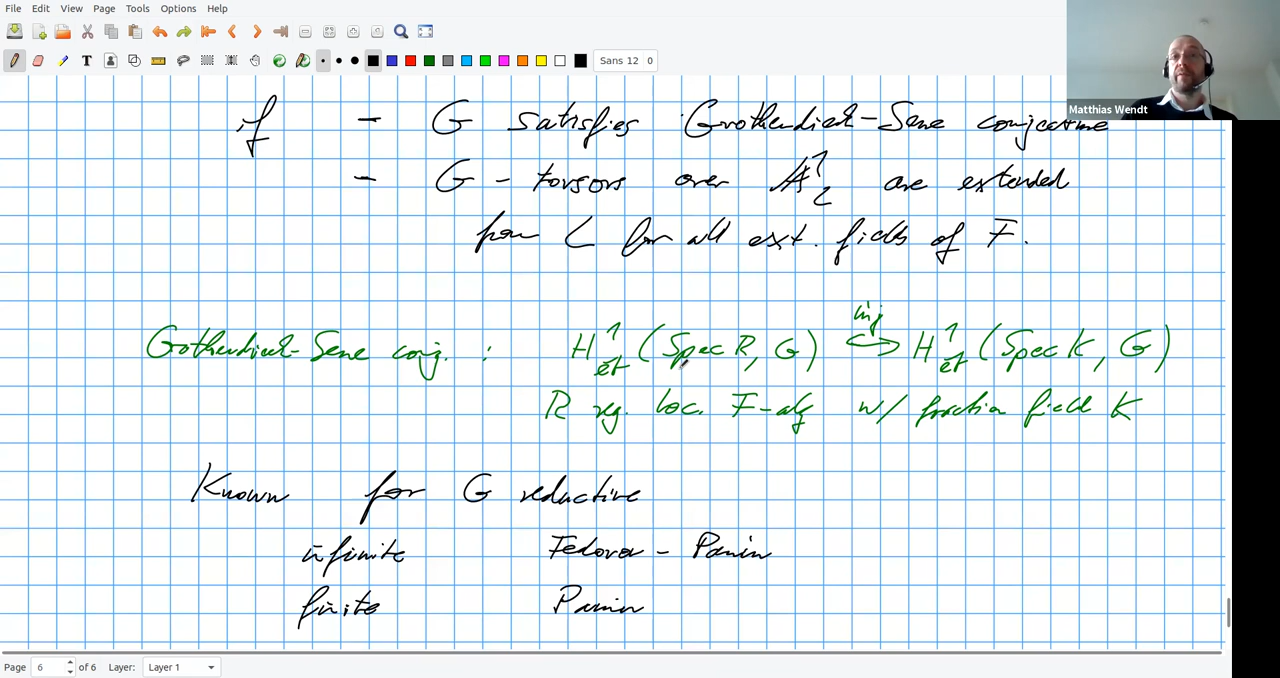 File Edit View Page Tools Options Help
Sans 12 0
Matthias Wendt
if - G satisfies Grothendieck-Serre conjecture
- G-torsors over 𝔸¹_L are extended
from L for all ext. fields of F.
Grothendieck-Serre conj. : H¹_ét (Spec R, G) inj ↪ H¹_ét (Spec K, G)
R reg. loc. F-alg w/ fraction field K
Known for G reductive
infinite Fedorov - Panin
finite Panin
Page 6 of 6 Layer: Layer 1